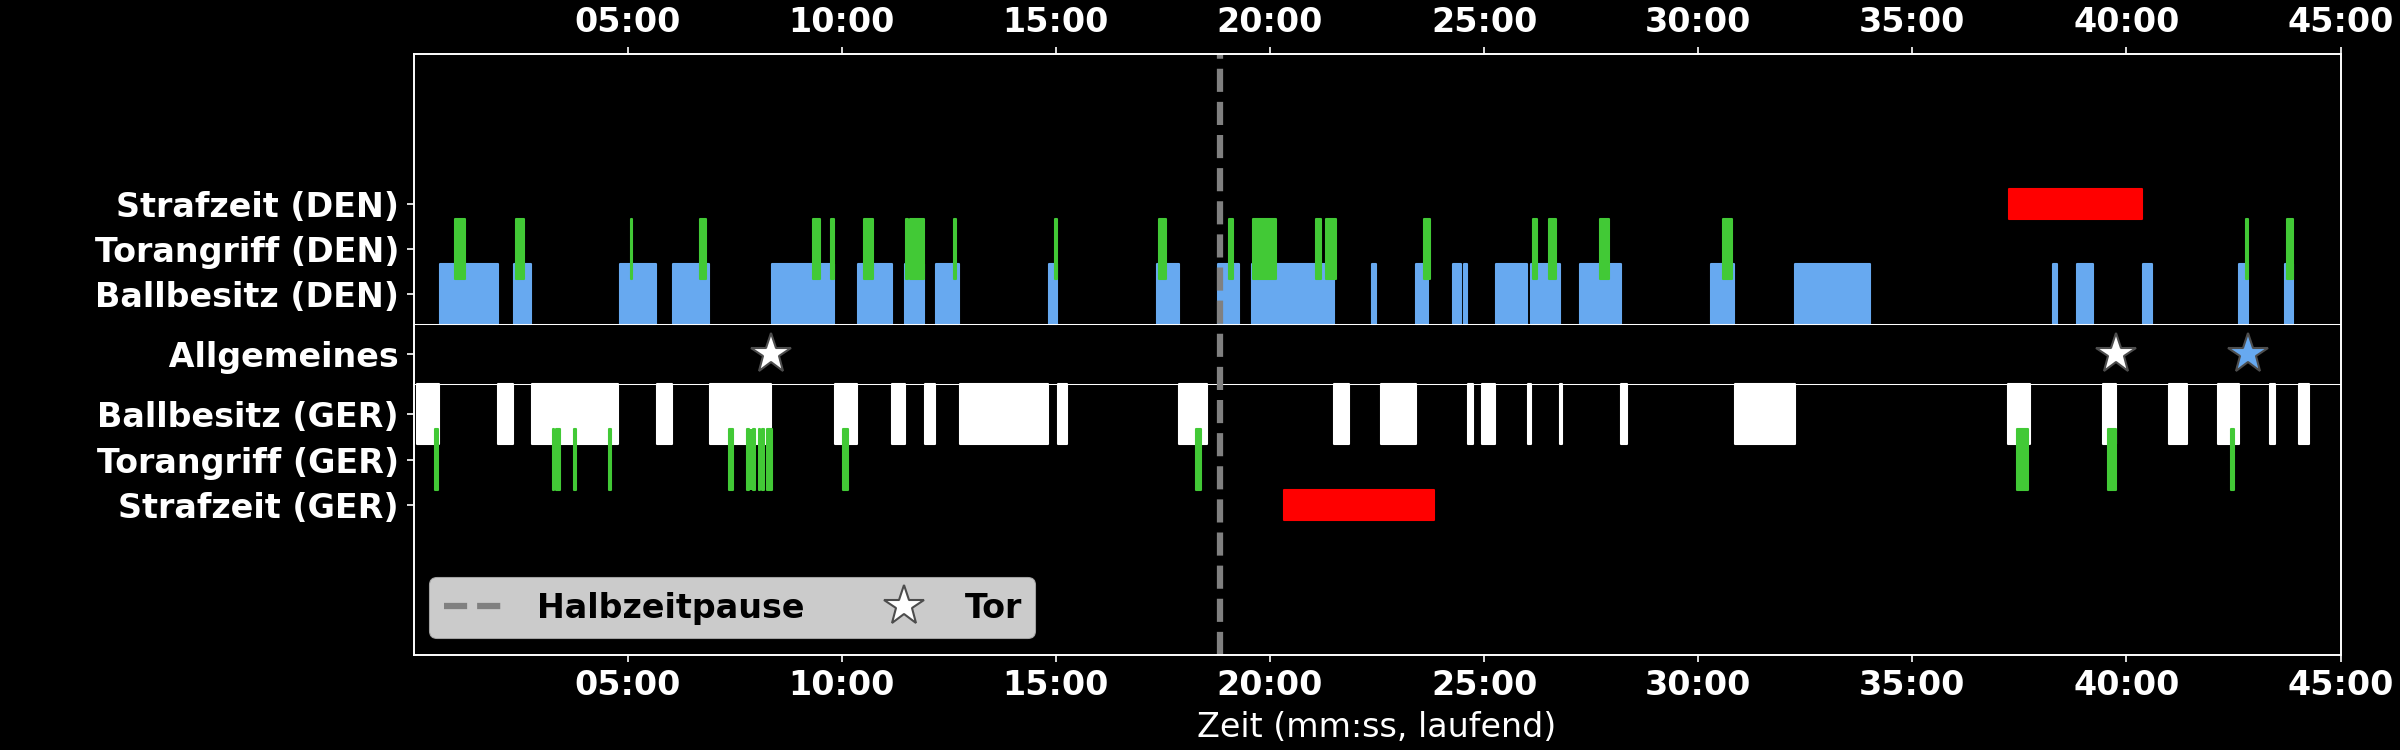 05:00 10:00 15:00 20:00 25:00 30:00 35:00 40:00 45:00
Strafzeit (DEN)
Torangriff (DEN)
Ballbesitz (DEN)
Allgemeines
Ballbesitz (GER)
Torangriff (GER)
Strafzeit (GER)
Halbzeitpause Tor
05:00 10:00 15:00 20:00 25:00 30:00 35:00 40:00 45:00
Zeit (mm:ss, laufend)